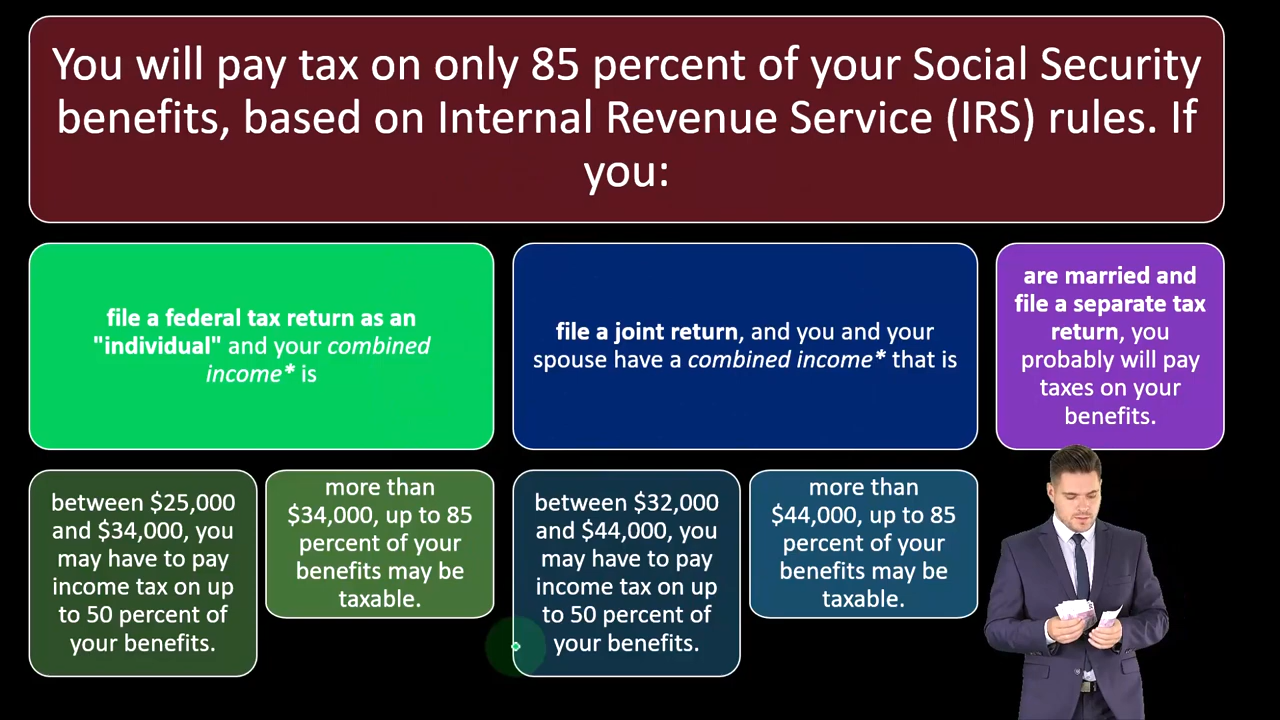 You will pay tax on only 85 percent of your Social Security
benefits, based on Internal Revenue Service (IRS) rules. If
you:
file a federal tax return as an
"individual" and your combined
income* is
between $25,000
and $34,000, you
may have to pay
income tax on up
to 50 percent of
your benefits.
more than
$34,000, up to 85
percent of your
benefits may be
taxable.
file a joint return, and you and your
spouse have a combined income* that is
between $32,000
and $44,000, you
may have to pay
income tax on up
to 50 percent of
your benefits.
more than
$44,000, up to 85
percent of your
benefits may be
taxable.
are married and
file a separate tax
return, you
probably will pay
taxes on your
benefits.